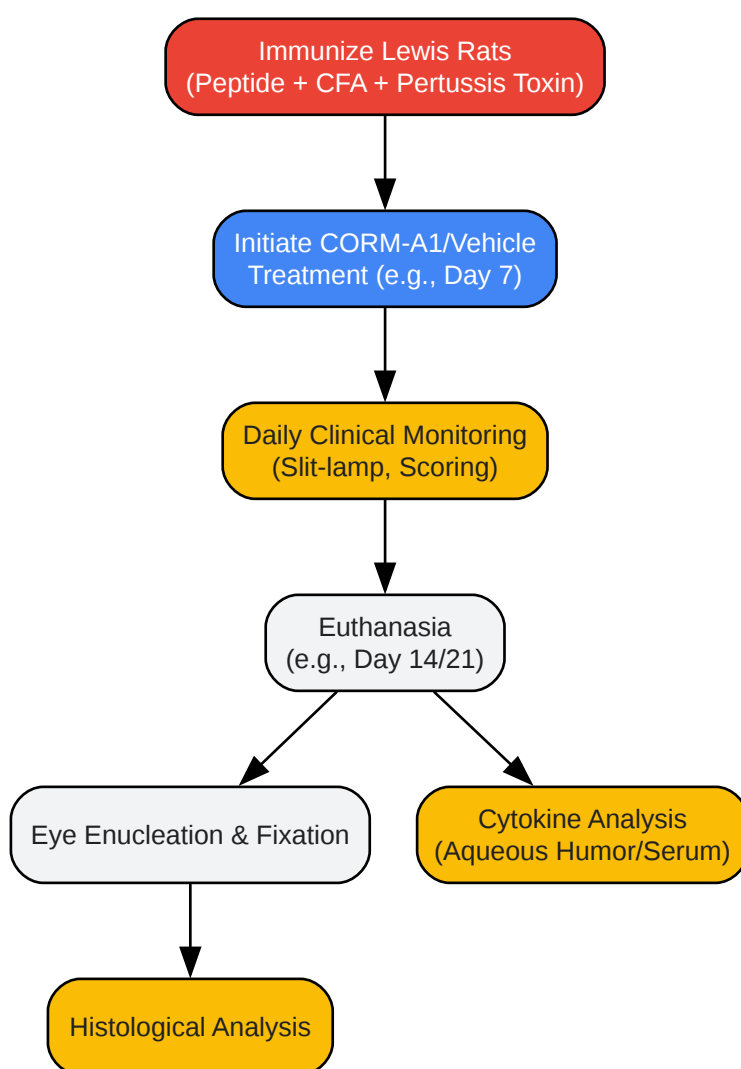 Immunize Lewis Rats
(Peptide + CFA + Pertussis Toxin)
Initiate CORM-A1/Vehicle
Treatment (e.g., Day 7)
Daily Clinical Monitoring
(Slit-lamp, Scoring)
Euthanasia
(e.g., Day 14/21)
Eye Enucleation & Fixation
Cytokine Analysis
(Aqueous Humor/Serum)
Histological Analysis